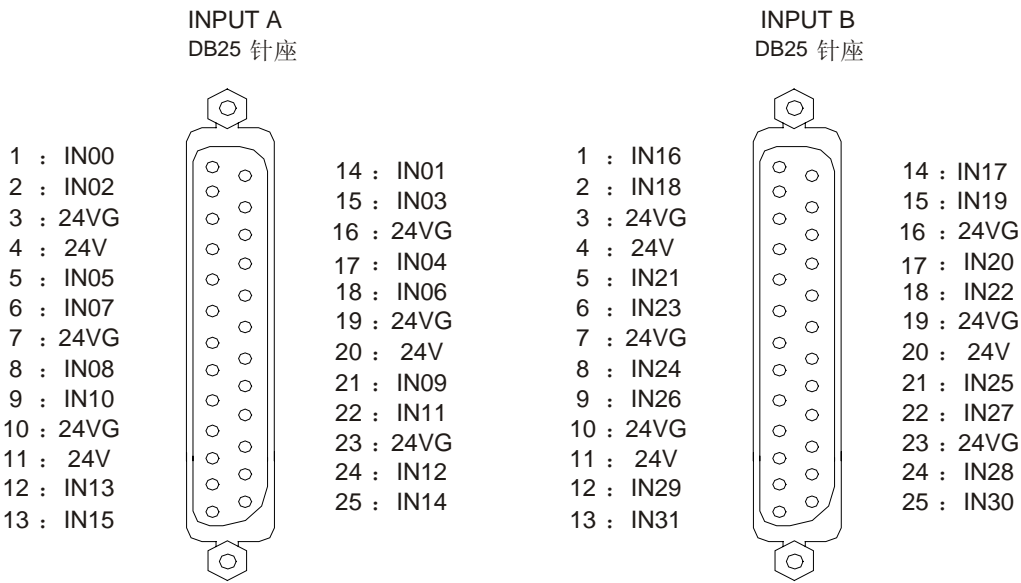 INPUT A
DB25 针座
1 : IN00
2 : IN02
3 : 24VG
4 : 24V
5 : IN05
6 : IN07
7 : 24VG
8 : IN08
9 : IN10
10 : 24VG
11 : 24V
12 : IN13
13 : IN15
14 : IN01
15 : IN03
16 : 24VG
17 : IN04
18 : IN06
19 : 24VG
20 : 24V
21 : IN09
22 : IN11
23 : 24VG
24 : IN12
25 : IN14
INPUT B
DB25 针座
1 : IN16
2 : IN18
3 : 24VG
4 : 24V
5 : IN21
6 : IN23
7 : 24VG
8 : IN24
9 : IN26
10 : 24VG
11 : 24V
12 : IN29
13 : IN31
14 : IN17
15 : IN19
16 : 24VG
17 : IN20
18 : IN22
19 : 24VG
20 : 24V
21 : IN25
22 : IN27
23 : 24VG
24 : IN28
25 : IN30